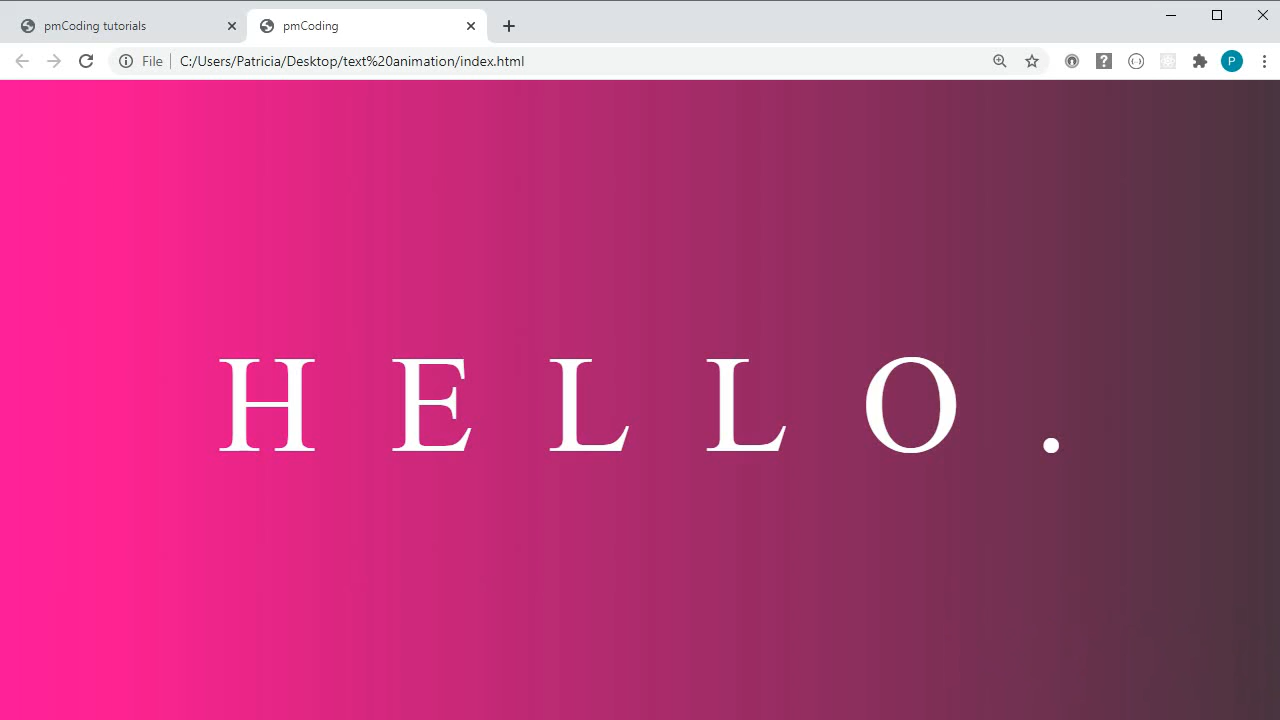 pmCoding tutorials
pmCoding
File
C:/Users/Patricia/Desktop/text%20animation/index.html
P
H E L L O .